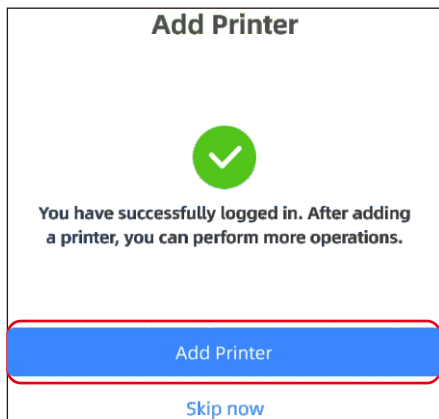 Add Printer
You have successfully logged in. After adding
a printer, you can perform more operations.
Add Printer
Skip now